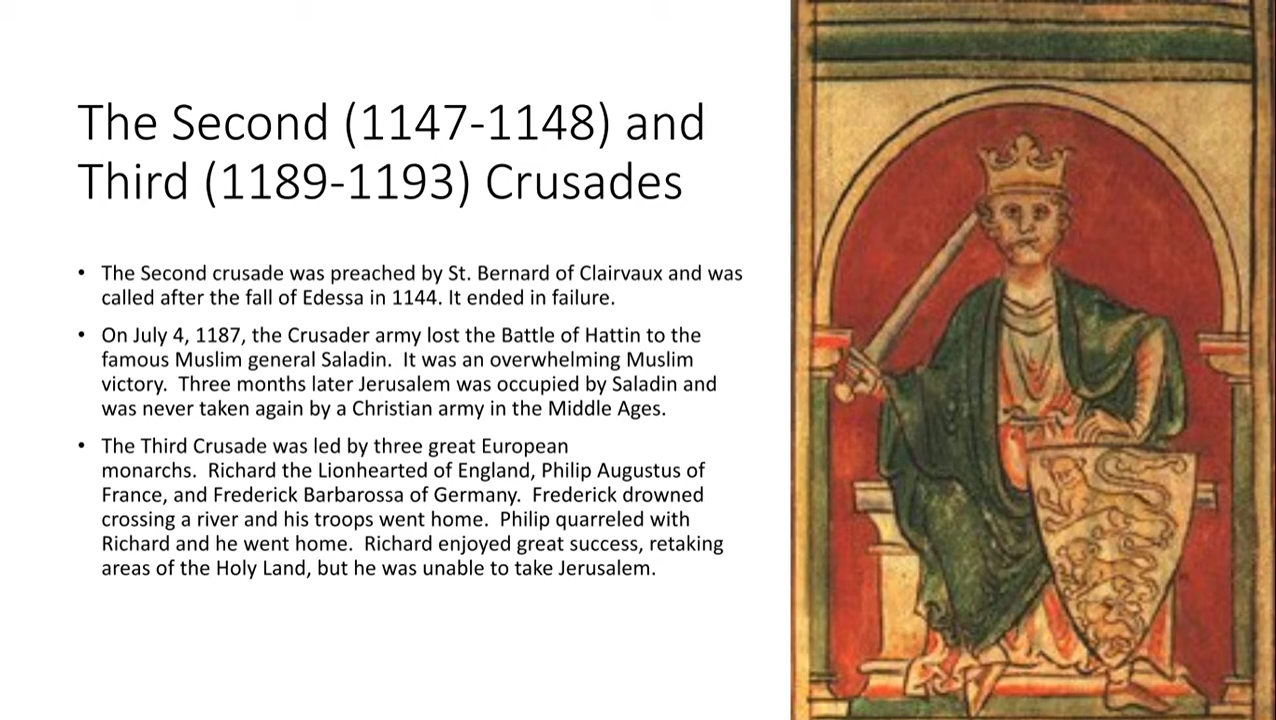 The Second (1147-1148) and
Third (1189-1193) Crusades
• The Second crusade was preached by St. Bernard of Clairvaux and was
called after the fall of Edessa in 1144. It ended in failure.
• On July 4, 1187, the Crusader army lost the Battle of Hattin to the
famous Muslim general Saladin.  It was an overwhelming Muslim
victory.  Three months later Jerusalem was occupied by Saladin and
was never taken again by a Christian army in the Middle Ages.
• The Third Crusade was led by three great European
monarchs.  Richard the Lionhearted of England, Philip Augustus of
France, and Frederick Barbarossa of Germany.  Frederick drowned
crossing a river and his troops went home.  Philip quarreled with
Richard and he went home.  Richard enjoyed great success, retaking
areas of the Holy Land, but he was unable to take Jerusalem.